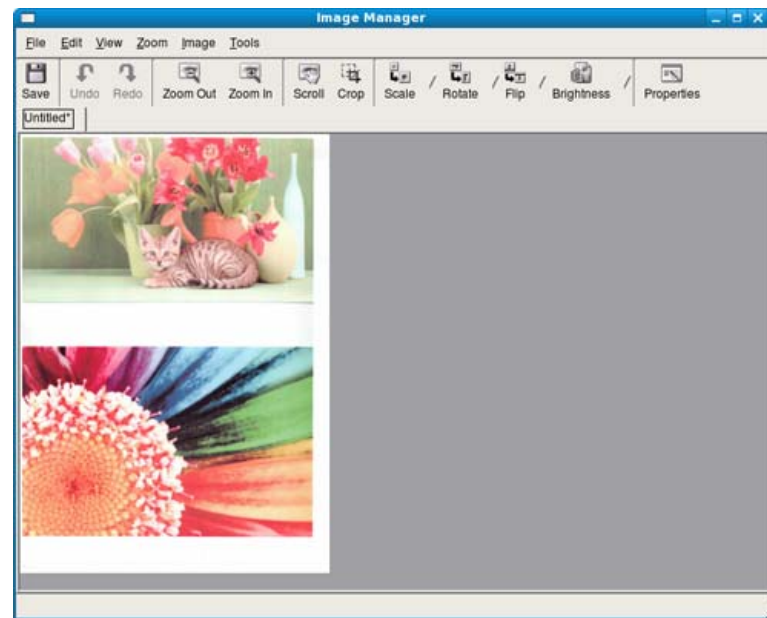 Image Manager
File Edit View Zoom Image Tools
Save Undo Redo Zoom Out Zoom In Scroll Crop Scale / Rotate / Flip / Brightness / Properties
Untitled*